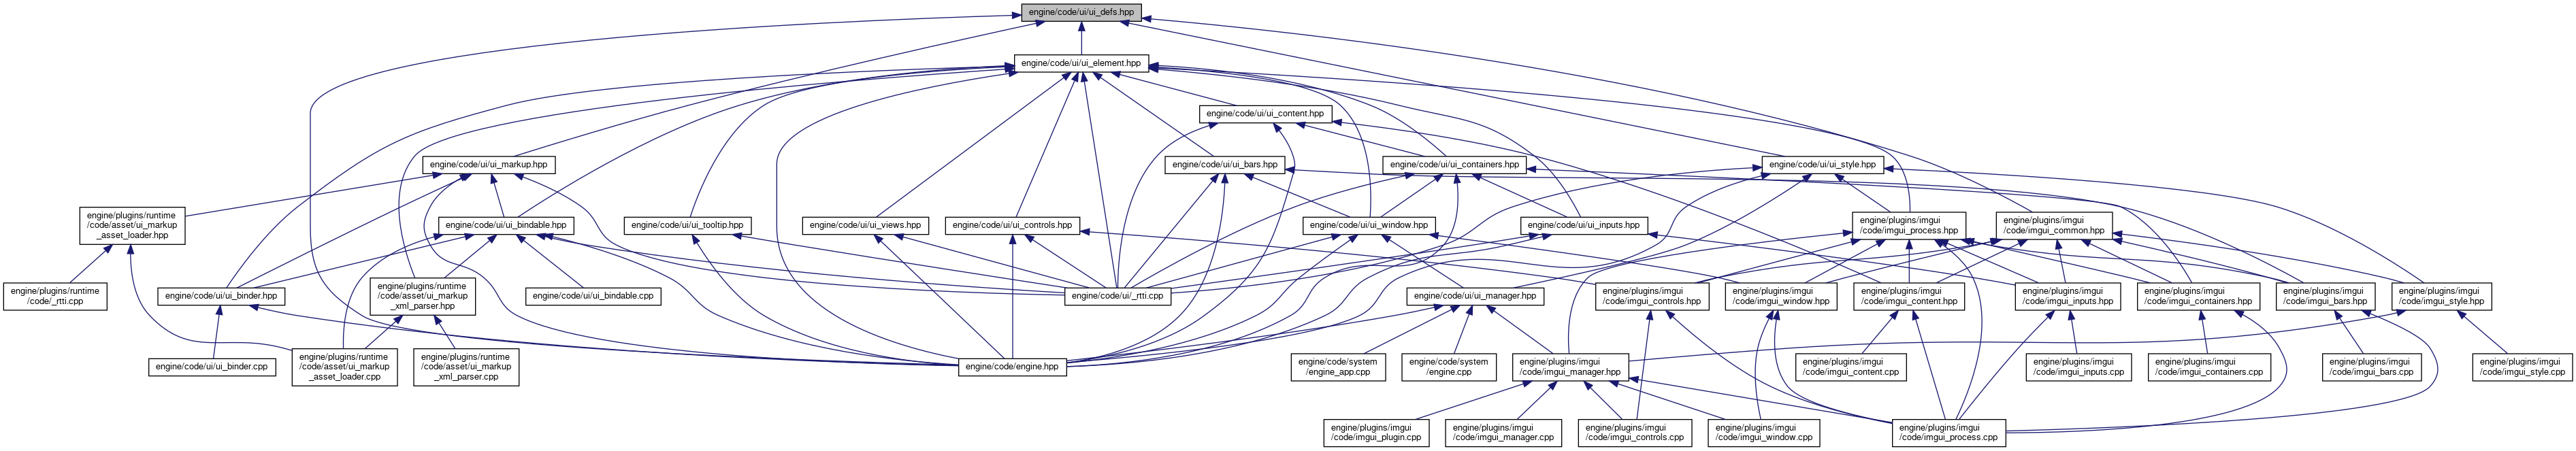 engine/code/ui/ui_defs.hpp
engine/code/ui/ui_element.hpp
engine/code/ui/ui_content.hpp
engine/code/ui/ui_markup.hpp
engine/code/ui/ui_bars.hpp
engine/code/ui/ui_containers.hpp
engine/code/ui/ui_style.hpp
engine/plugins/runtime
/code/asset/ui_markup
_asset_loader.hpp
engine/code/ui/ui_bindable.hpp
engine/code/ui/ui_tooltip.hpp
engine/code/ui/ui_views.hpp
engine/code/ui/ui_controls.hpp
engine/code/ui/ui_window.hpp
engine/code/ui/ui_inputs.hpp
engine/plugins/imgui
/code/imgui_process.hpp
engine/plugins/imgui
/code/imgui_common.hpp
engine/plugins/runtime
/code/_rtti.cpp
engine/code/ui/ui_binder.hpp
engine/plugins/runtime
/code/asset/ui_markup
_xml_parser.hpp
engine/code/ui/ui_bindable.cpp
engine/code/ui/_rtti.cpp
engine/code/ui/ui_manager.hpp
engine/plugins/imgui
/code/imgui_controls.hpp
engine/plugins/imgui
/code/imgui_window.hpp
engine/plugins/imgui
/code/imgui_content.hpp
engine/plugins/imgui
/code/imgui_inputs.hpp
engine/plugins/imgui
/code/imgui_containers.hpp
engine/plugins/imgui
/code/imgui_bars.hpp
engine/plugins/imgui
/code/imgui_style.hpp
engine/code/ui/ui_binder.cpp
engine/plugins/runtime
/code/asset/ui_markup
_asset_loader.cpp
engine/plugins/runtime
/code/asset/ui_markup
_xml_parser.cpp
engine/code/engine.hpp
engine/code/system
/engine_app.cpp
engine/code/system
/engine.cpp
engine/plugins/imgui
/code/imgui_manager.hpp
engine/plugins/imgui
/code/imgui_content.cpp
engine/plugins/imgui
/code/imgui_inputs.cpp
engine/plugins/imgui
/code/imgui_containers.cpp
engine/plugins/imgui
/code/imgui_bars.cpp
engine/plugins/imgui
/code/imgui_style.cpp
engine/plugins/imgui
/code/imgui_plugin.cpp
engine/plugins/imgui
/code/imgui_manager.cpp
engine/plugins/imgui
/code/imgui_controls.cpp
engine/plugins/imgui
/code/imgui_window.cpp
engine/plugins/imgui
/code/imgui_process.cpp